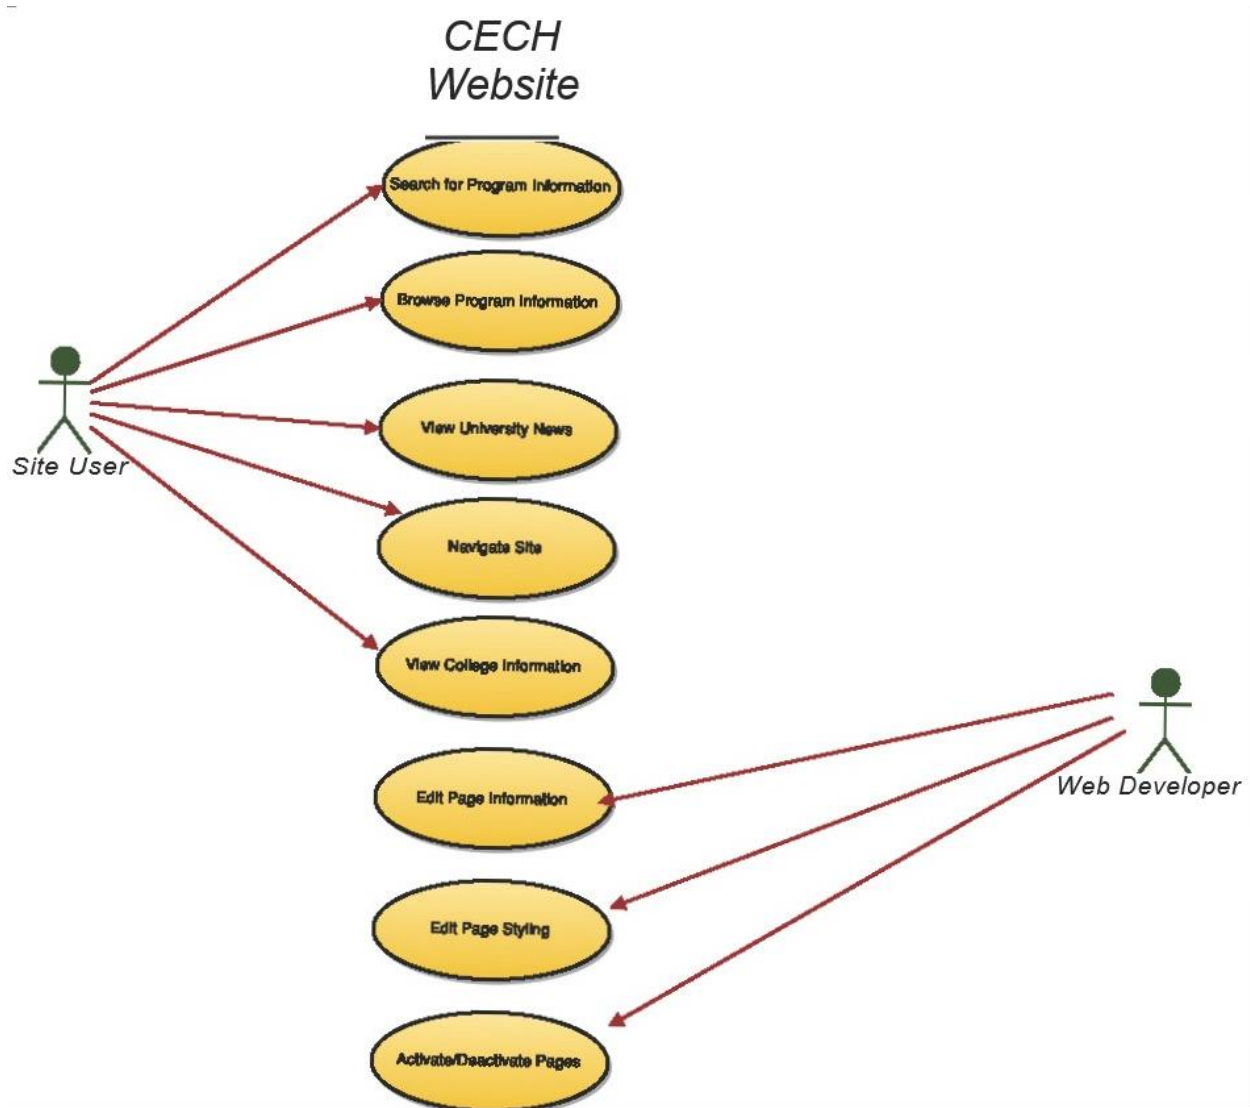 CECH
Website
Search for Program Information
Browse Program Information
View University News
Navigate Site
View College Information
Edit Page Information
Edit Page Styling
Activate/Deactivate Pages
Site User
Web Developer